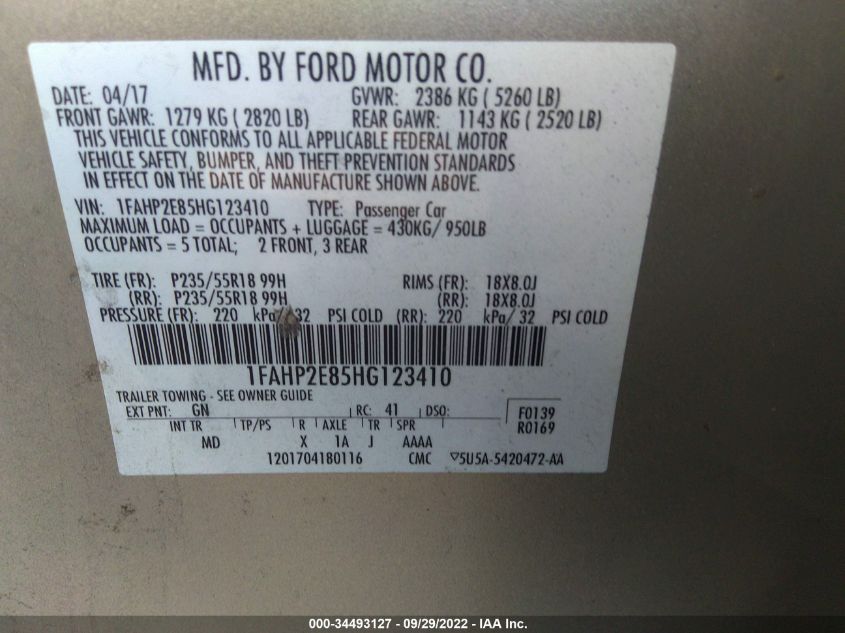 MFD. BY FORD MOTOR CO.
DATE: 04/17 GVWR: 2386 KG ( 5260 LB)
FRONT GAWR: 1279 KG ( 2820 LB) REAR GAWR: 1143 KG ( 2520 LB)
THIS VEHICLE CONFORMS TO ALL APPLICABLE FEDERAL MOTOR
VEHICLE SAFETY, BUMPER, AND THEFT PREVENTION STANDARDS
IN EFFECT ON THE DATE OF MANUFACTURE SHOWN ABOVE.
VIN: 1FAHP2E85HG123410 TYPE: Passenger Car
MAXIMUM LOAD = OCCUPANTS + LUGGAGE = 430KG/ 950LB
OCCUPANTS = 5 TOTAL; 2 FRONT, 3 REAR
TIRE (FR): P235/55R18 99H RIMS (FR): 18X8.0J
(RR): P235/55R18 99H (RR): 18X8.0J
PRESSURE (FR): 220 kPa/ 32 PSI COLD (RR): 220 kPa/ 32 PSI COLD
1FAHP2E85HG123410
TRAILER TOWING - SEE OWNER GUIDE
EXT PNT: GN RC: 41 DSO: F0139
INT TR TP/PS R AXLE TR SPR R0169
MD X 1A J AAAA
1201704180116 CMC ▽5U5A-5420472-AA
000-34493127 - 09/29/2022 - IAA Inc.